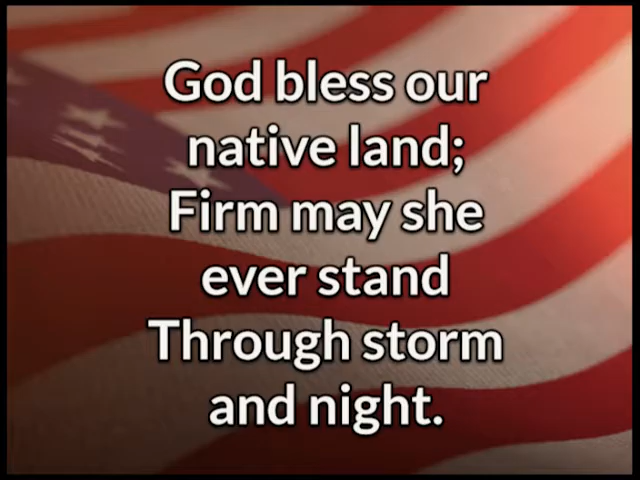 God bless our
native land;
Firm may she
ever stand
Through storm
and night.